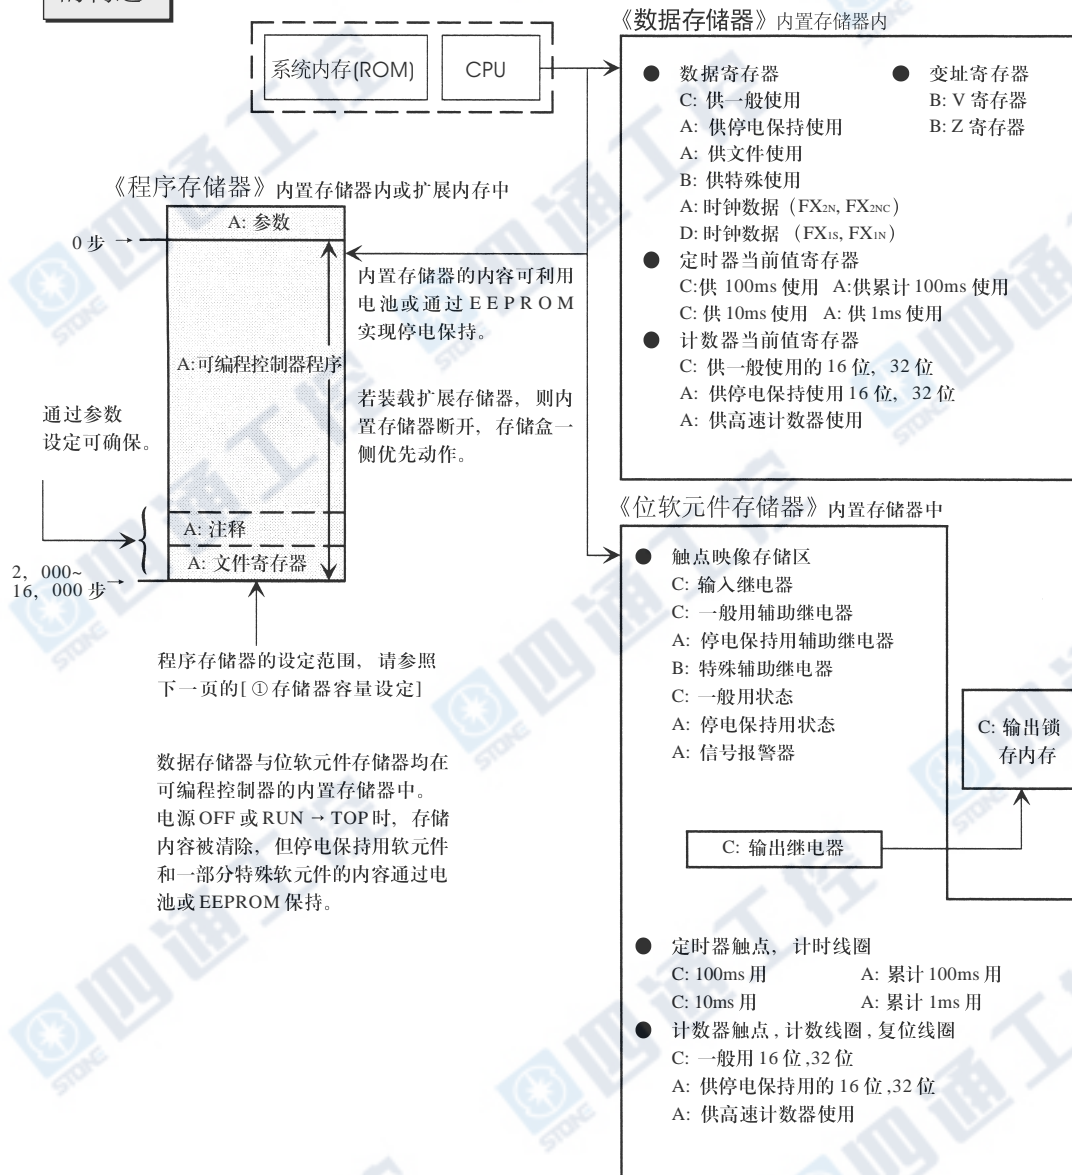 系统内存(ROM)
CPU
《程序存储器》内置存储器内或扩展内存中
A: 参数
0 步 →
A:可编程控制器程序
内置存储器的内容可利用
电池或通过EEPROM
实现停电保持。
若装载扩展存储器，则内
置存储器断开，存储盒一
侧优先动作。
通过参数
设定可确保。
A: 注释
A: 文件寄存器
2，000~
16，000 步→
程序存储器的设定范围，请参照
下一页的[①存储器容量设定]
数据存储器与位软元件存储器均在
可编程控制器的内置存储器中。
电源 OFF 或 RUN → TOP 时，存储
内容被清除，但停电保持用软元件
和一部分特殊软元件的内容通过电
池或 EEPROM 保持。
《数据存储器》内置存储器内
● 数据寄存器
C: 供一般使用
A: 供停电保持使用
A: 供文件使用
B: 供特殊使用
A: 时钟数据（FX2N, FX2NC）
D: 时钟数据 （FX1S, FX1N）
● 变址寄存器
B: V 寄存器
B: Z 寄存器
● 定时器当前值寄存器
C:供 100ms 使用 A:供累计 100ms 使用
C: 供 10ms 使用 A: 供 1ms 使用
● 计数器当前值寄存器
C: 供一般使用的 16 位，32 位
A: 供停电保持使用 16 位，32 位
A: 供高速计数器使用
《位软元件存储器》内置存储器中
● 触点映像存储区
C: 输入继电器
C: 一般用辅助继电器
A: 停电保持用辅助继电器
B: 特殊辅助继电器
C: 一般用状态
A: 停电保持用状态
A: 信号报警器
C: 输出锁
存内存
C: 输出继电器
● 定时器触点，计时线圈
C: 100ms 用 A: 累计 100ms 用
C: 10ms 用 A: 累计 1ms 用
● 计数器触点 , 计数线圈 , 复位线圈
C: 一般用 16 位 ,32 位
A: 供停电保持用的 16 位 ,32 位
A: 供高速计数器使用
四通工控
STONE